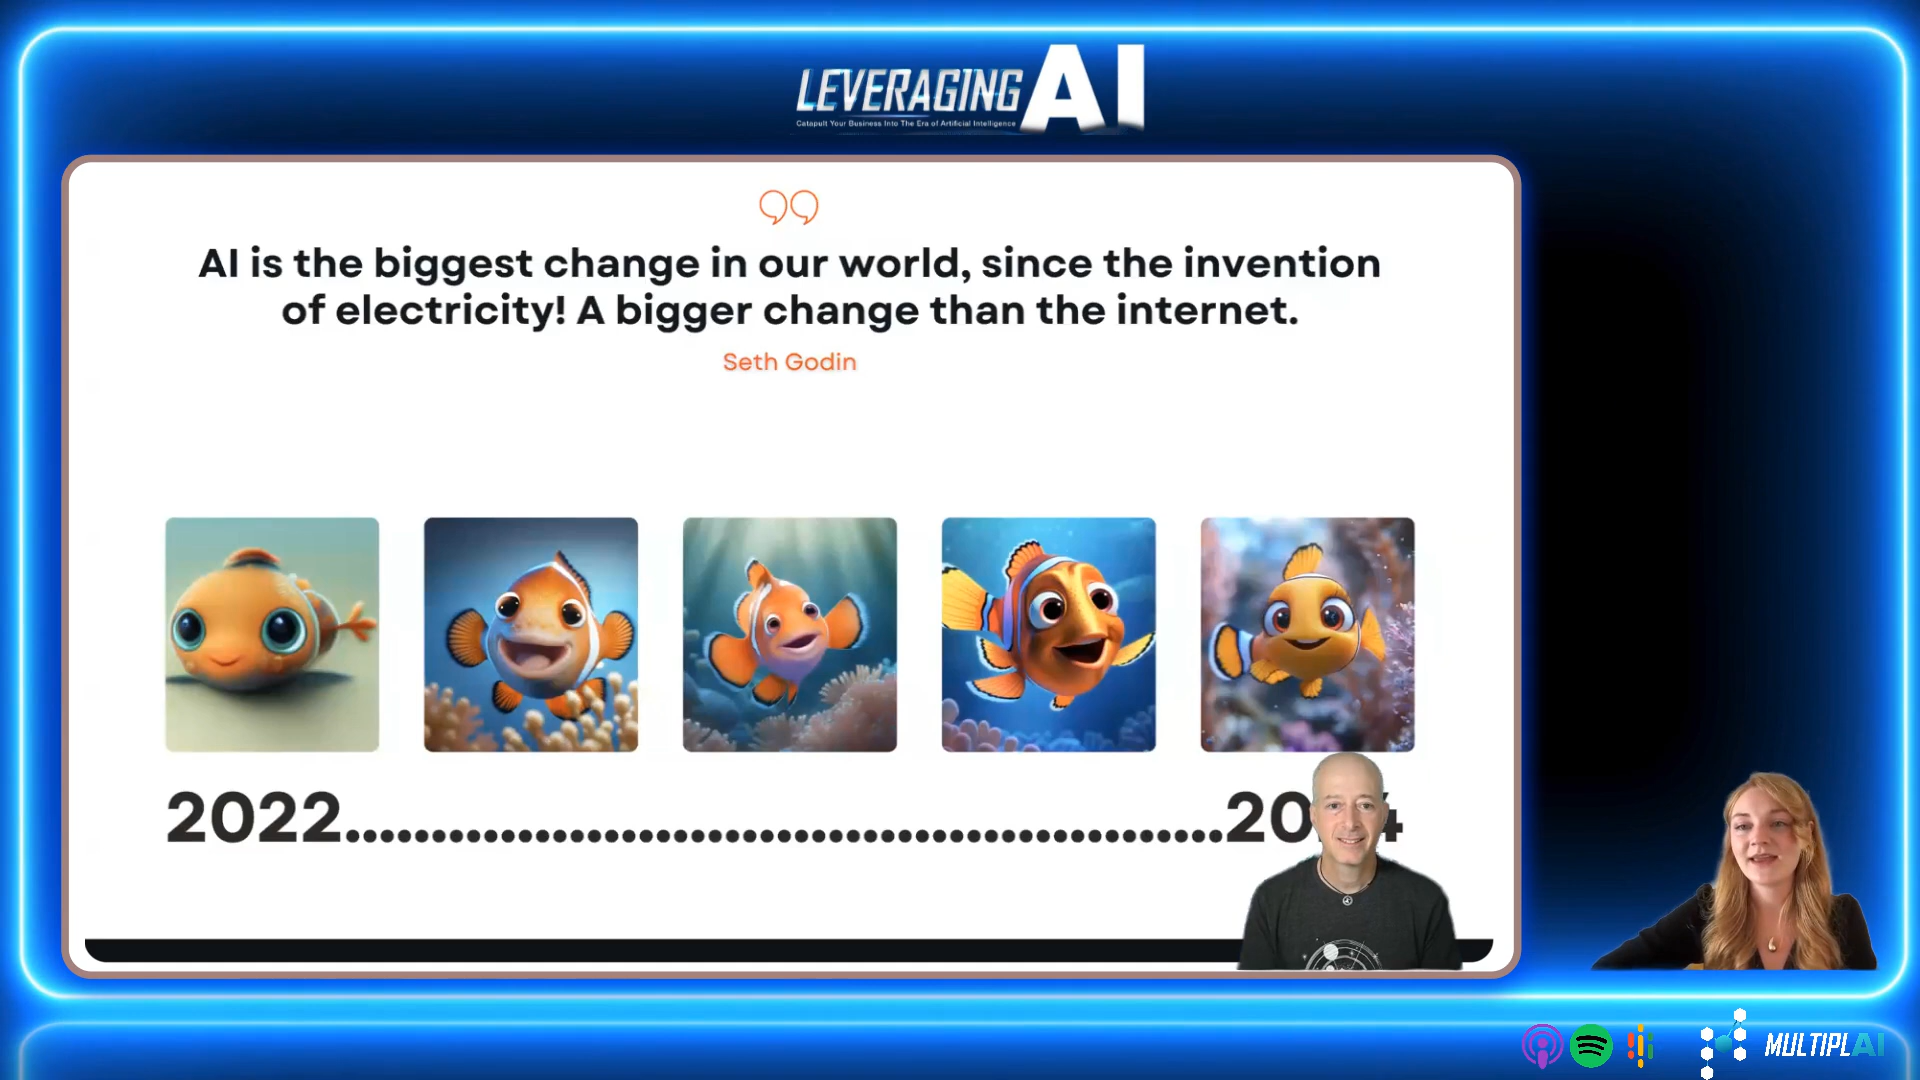 LEVERAGING AI
Catapult Your Business Into The Era of Artificial Intelligence
AI is the biggest change in our world, since the invention
of electricity! A bigger change than the internet.
Seth Godin
2022............................................20 4
MULTIPLAI